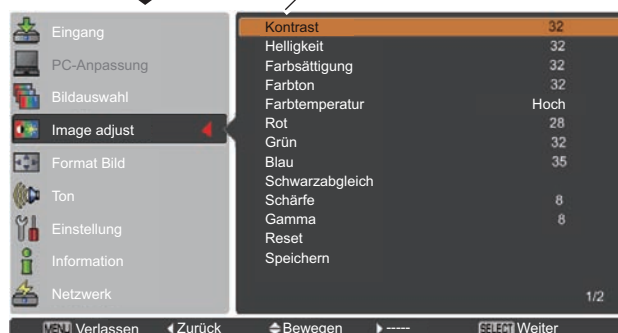 Eingang
PC-Anpassung
Bildauswahl
Image adjust
Format Bild
Ton
Einstellung
Information
Netzwerk
Kontrast 32
Helligkeit 32
Farbsättigung 32
Farbton 32
Farbtemperatur Hoch
Rot 28
Grün 32
Blau 35
Schwarzabgleich
Schärfe 8
Gamma 8
Reset
Speichern
1/2
MENU Verlassen Zurück Bewegen ----- SELECT Weiter